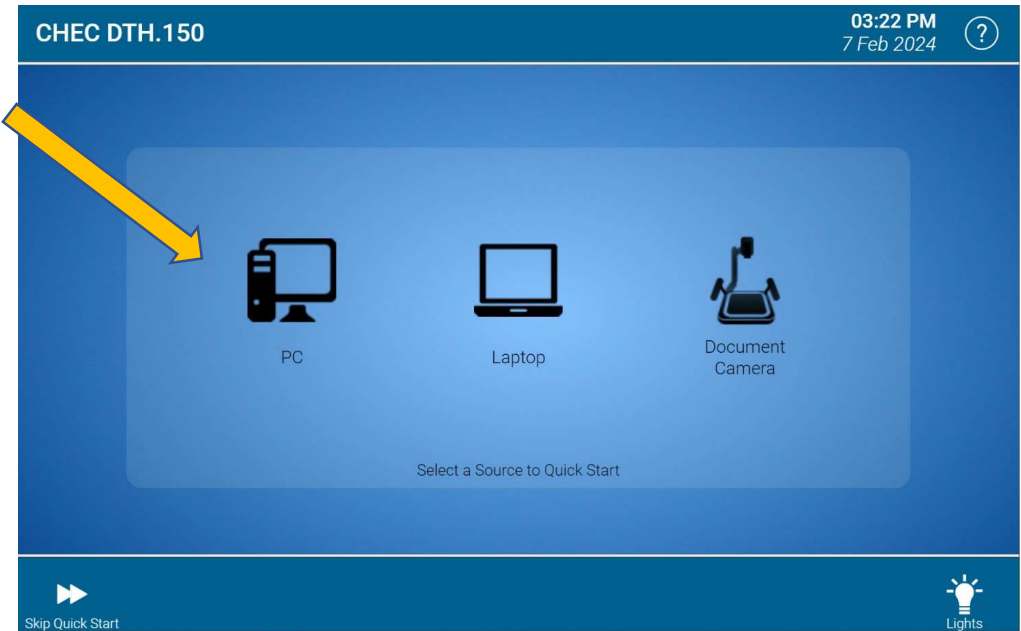 CHEC DTH.150
03:22 PM
7 Feb 2024
?
PC
Laptop
Document
Camera
Select a Source to Quick Start
Skip Quick Start
Lights